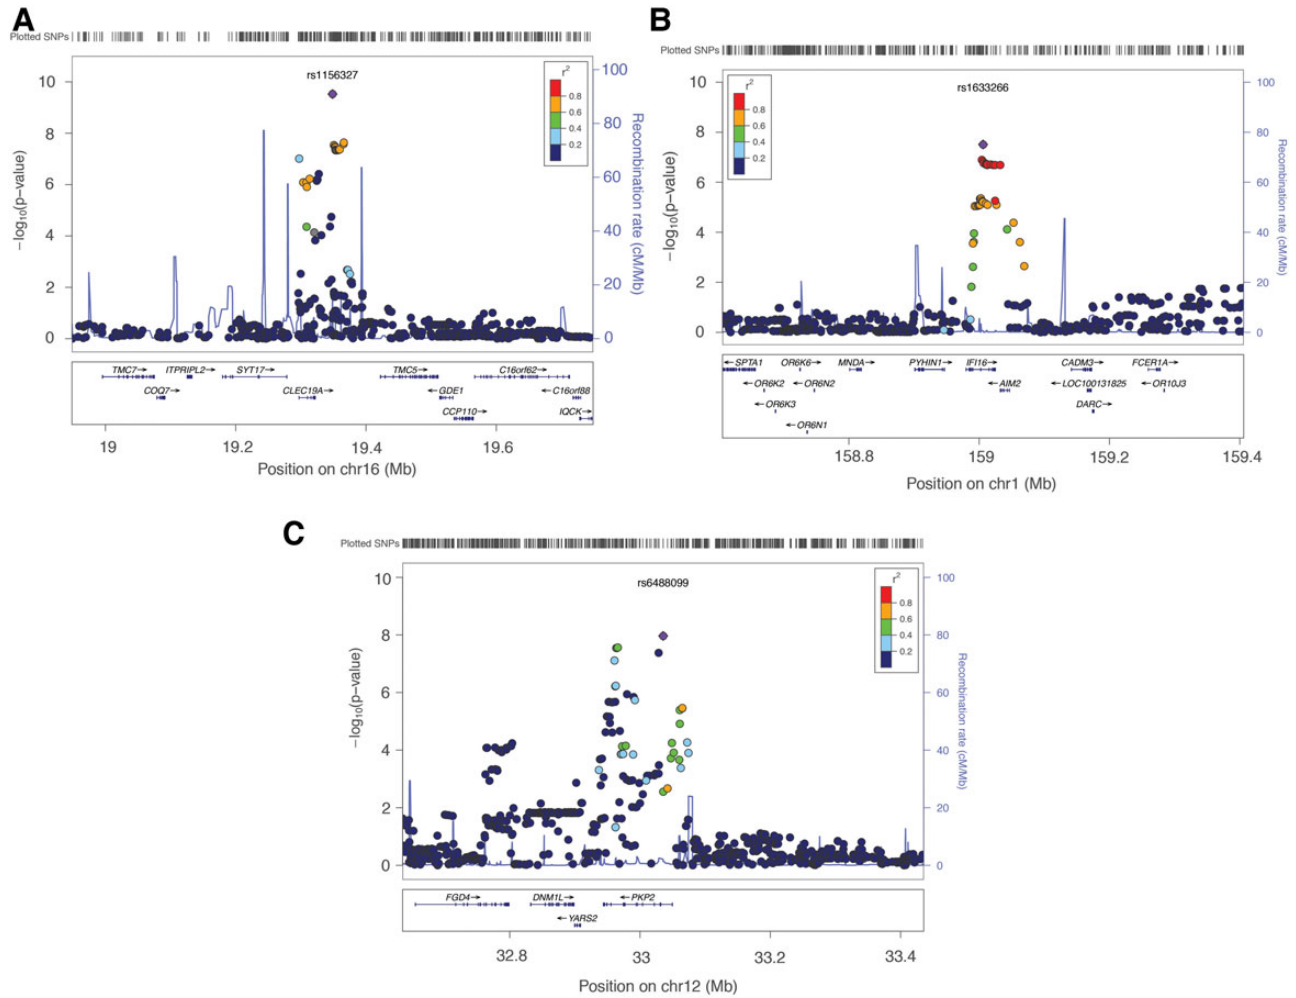 A
Plotted SNPs
rs1156327
r2
0.8
0.6
0.4
0.2
10
8
6
4
2
0
−log10(p−value)
100
80
60
40
20
0
Recombination rate (cM/Mb)
TMC7→ ITPRIPL2→ SYT17→ TMC5→ C16orf62→
COQ7→ CLEC19A→ ←GDE1 ←C16orf88
CCP110→ IQCK→
19 19.2 19.4 19.6
Position on chr16 (Mb)
B
Plotted SNPs
rs1633266
r2
0.8
0.6
0.4
0.2
10
8
6
4
2
0
−log10(p−value)
100
80
60
40
20
0
Recombination rate (cM/Mb)
←SPTA1 OR6K6→ MNDA→ PYHIN1→ IFI16→ CADM3→ FCER1A→
←OR6K2 ←OR6N2 ←AIM2 ←LOC100131825 ←OR10J3
←OR6K3 DARC→
←OR6N1
158.8 159 159.2 159.4
Position on chr1 (Mb)
C
Plotted SNPs
rs6488099
r2
0.8
0.6
0.4
0.2
10
8
6
4
2
0
−log10(p−value)
100
80
60
40
20
0
Recombination rate (cM/Mb)
FGD4→ DNM1L→ ←PKP2
←YARS2
32.8 33 33.2 33.4
Position on chr12 (Mb)